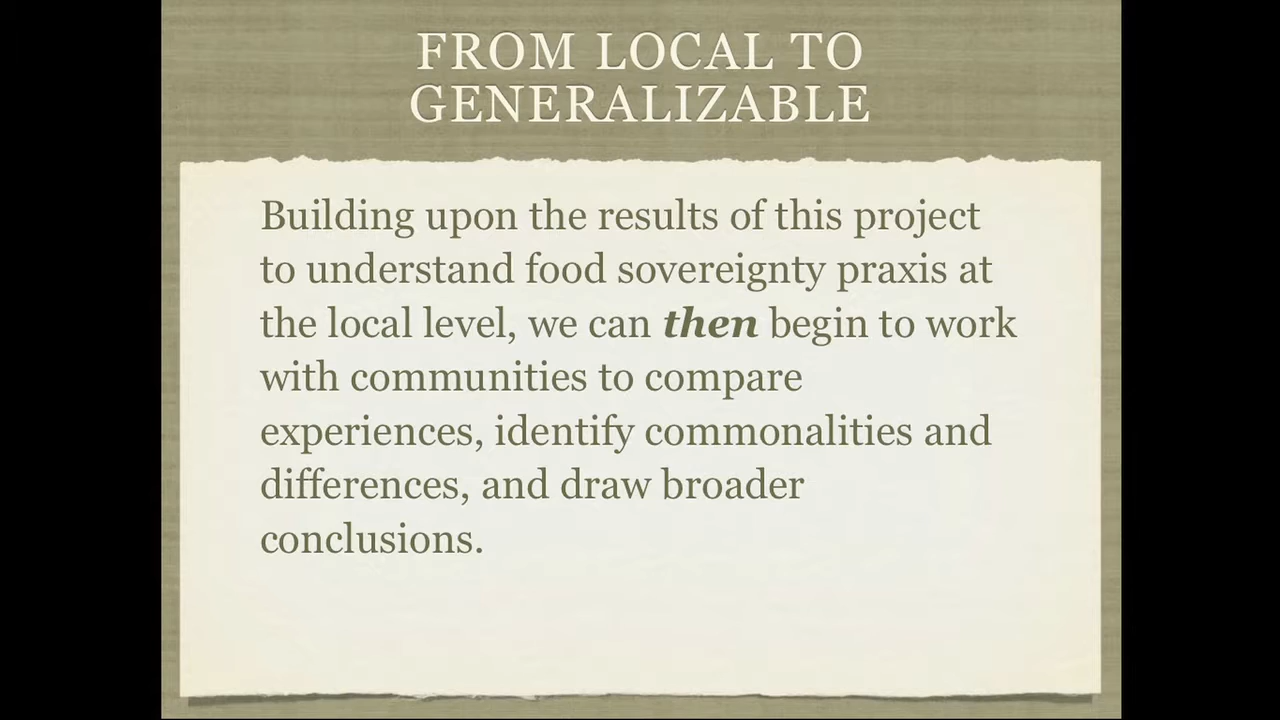 FROM LOCAL TO
GENERALIZABLE
Building upon the results of this project
to understand food sovereignty praxis at
the local level, we can then begin to work
with communities to compare
experiences, identify commonalities and
differences, and draw broader
conclusions.